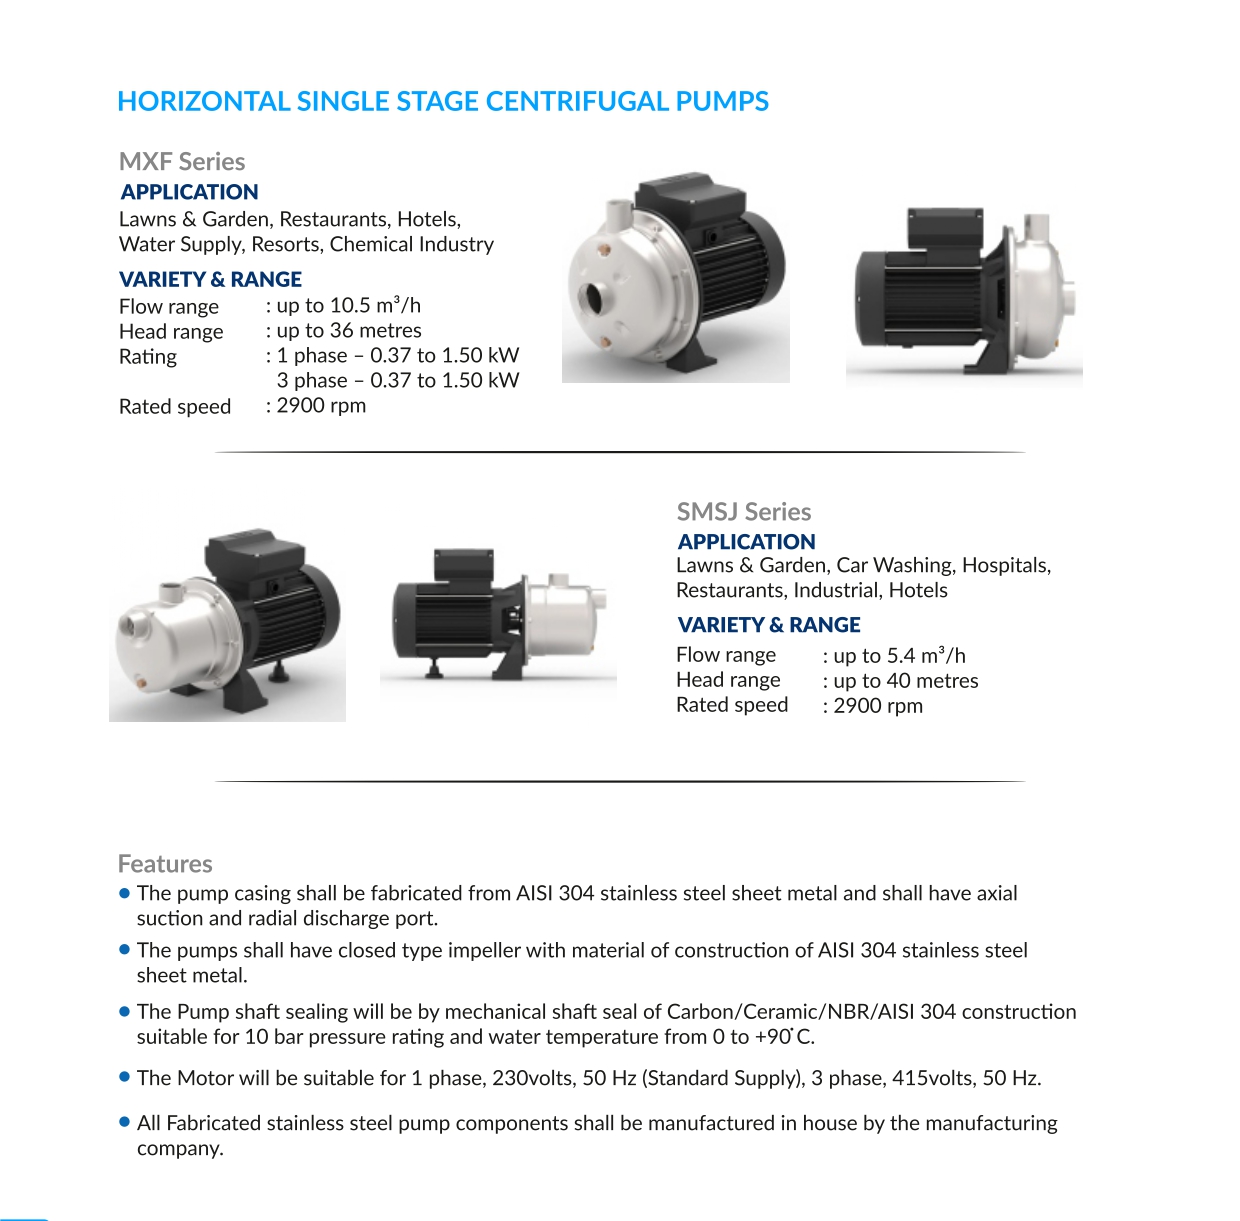 HORIZONTAL SINGLE STAGE CENTRIFUGAL PUMPS
MXF Series
APPLICATION
Lawns & Garden, Restaurants, Hotels,
Water Supply, Resorts, Chemical Industry
VARIETY & RANGE
Flow range : up to 10.5 m³/h
Head range : up to 36 metres
Rating : 1 phase – 0.37 to 1.50 kW
3 phase – 0.37 to 1.50 kW
Rated speed : 2900 rpm
SMSJ Series
APPLICATION
Lawns & Garden, Car Washing, Hospitals,
Restaurants, Industrial, Hotels
VARIETY & RANGE
Flow range : up to 5.4 m³/h
Head range : up to 40 metres
Rated speed : 2900 rpm
Features
• The pump casing shall be fabricated from AISI 304 stainless steel sheet metal and shall have axial
suction and radial discharge port.
• The pumps shall have closed type impeller with material of construction of AISI 304 stainless steel
sheet metal.
• The Pump shaft sealing will be by mechanical shaft seal of Carbon/Ceramic/NBR/AISI 304 construction
suitable for 10 bar pressure rating and water temperature from 0 to +90˚C.
• The Motor will be suitable for 1 phase, 230volts, 50 Hz (Standard Supply), 3 phase, 415volts, 50 Hz.
• All Fabricated stainless steel pump components shall be manufactured in house by the manufacturing
company.